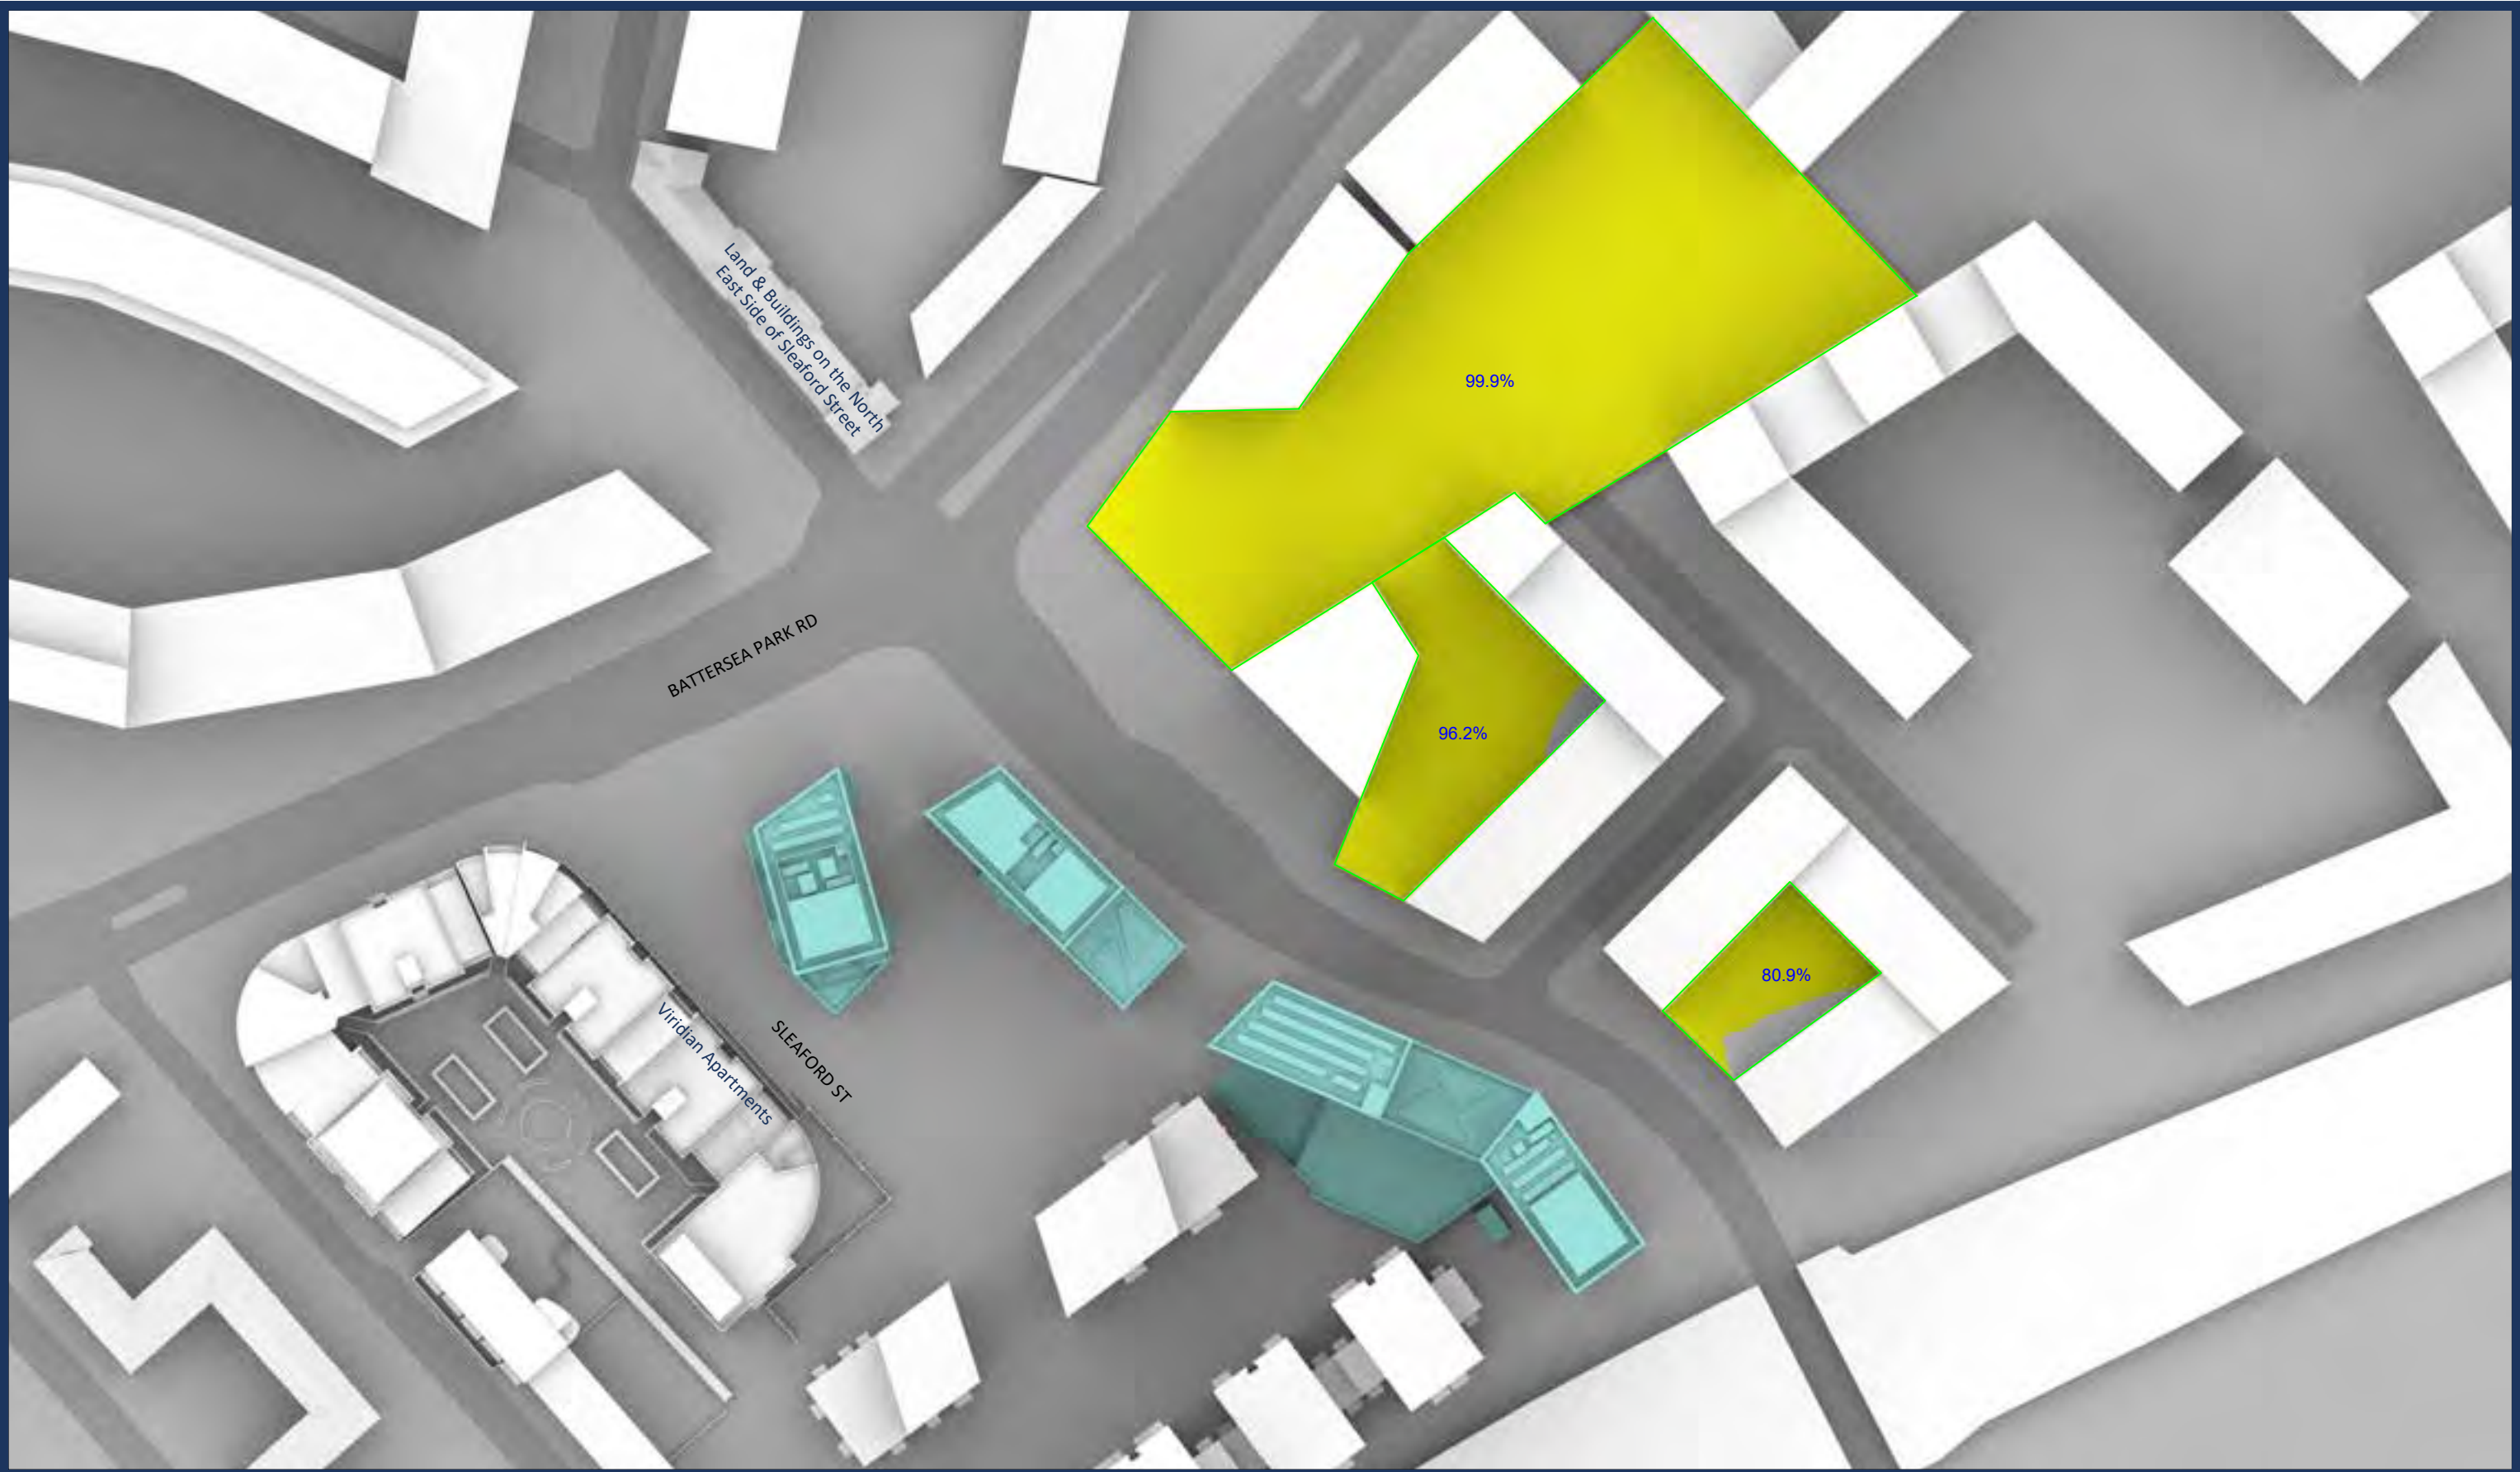 Land & Buildings on the North
East Side of Sleaford Street
99.9%
BATTERSEA PARK RD
96.2%
80.9%
Viridian Apartments
SLEAFORD ST